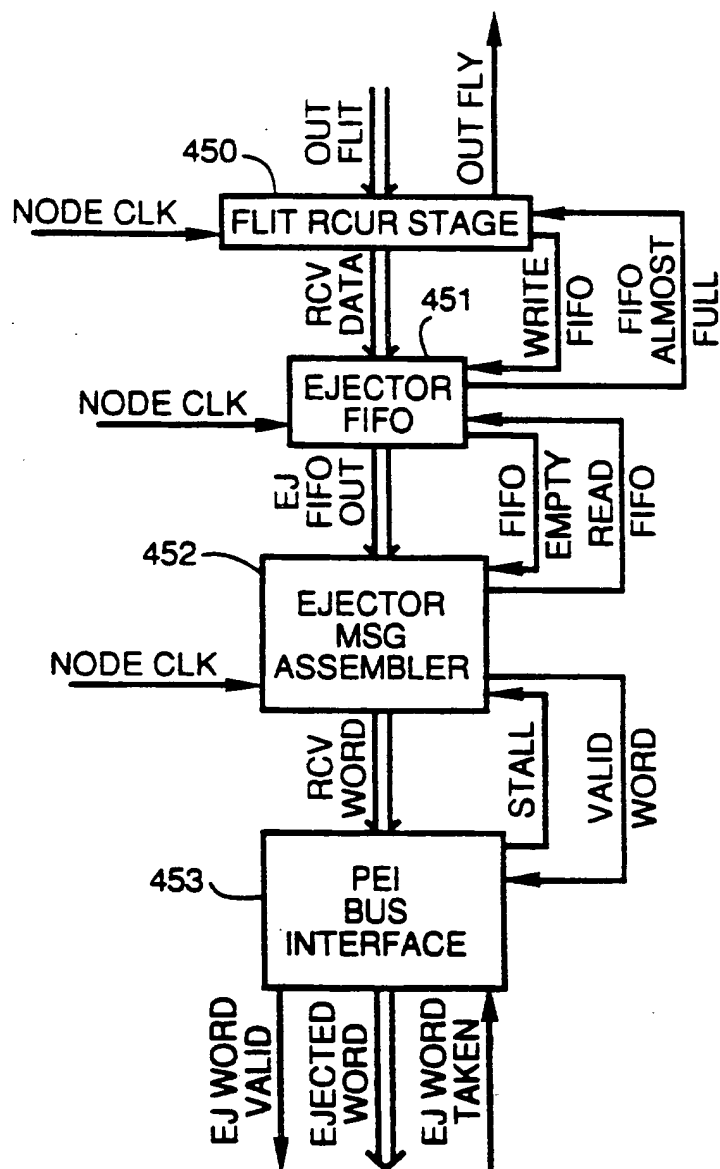 OUT
FLIT
OUT FLY
450
NODE CLK
FLIT RCUR STAGE
RCV
DATA
WRITE
FIFO
FIFO
ALMOST
FULL
451
NODE CLK
EJECTOR
FIFO
EJ
FIFO
OUT
FIFO
EMPTY
READ
FIFO
452
EJECTOR
MSG
ASSEMBLER
NODE CLK
RCV
WORD
STALL
VALID
WORD
453
PEI
BUS
INTERFACE
EJ WORD
VALID
EJECTED
WORD
EJ WORD
TAKEN